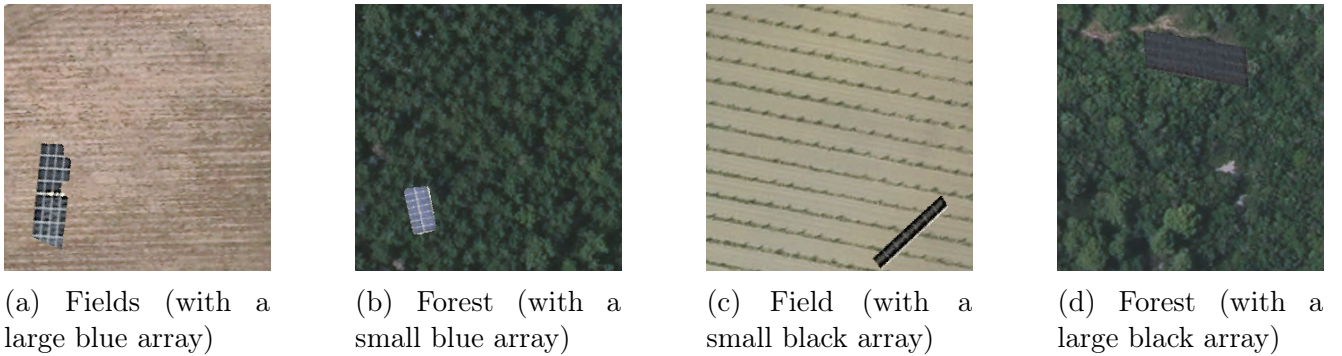 (a) Fields (with a
large blue array)
(b) Forest (with a
small blue array)
(c) Field (with a
small black array)
(d) Forest (with a
large black array)